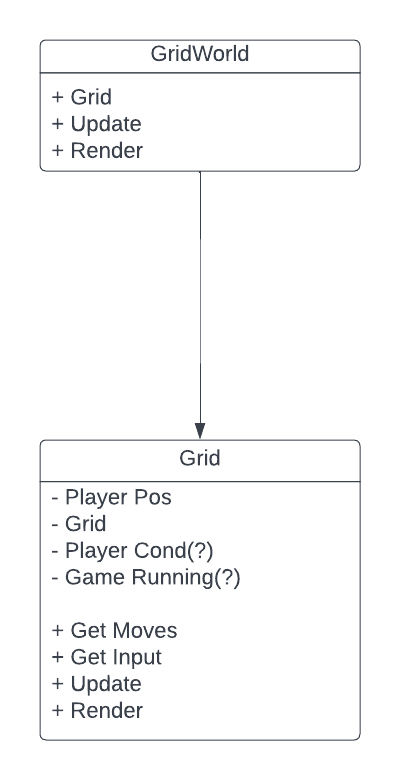 GridWorld
+ Grid
+ Update
+ Render
Grid
- Player Pos
- Grid
- Player Cond(?)
- Game Running(?)
+ Get Moves
+ Get Input
+ Update
+ Render